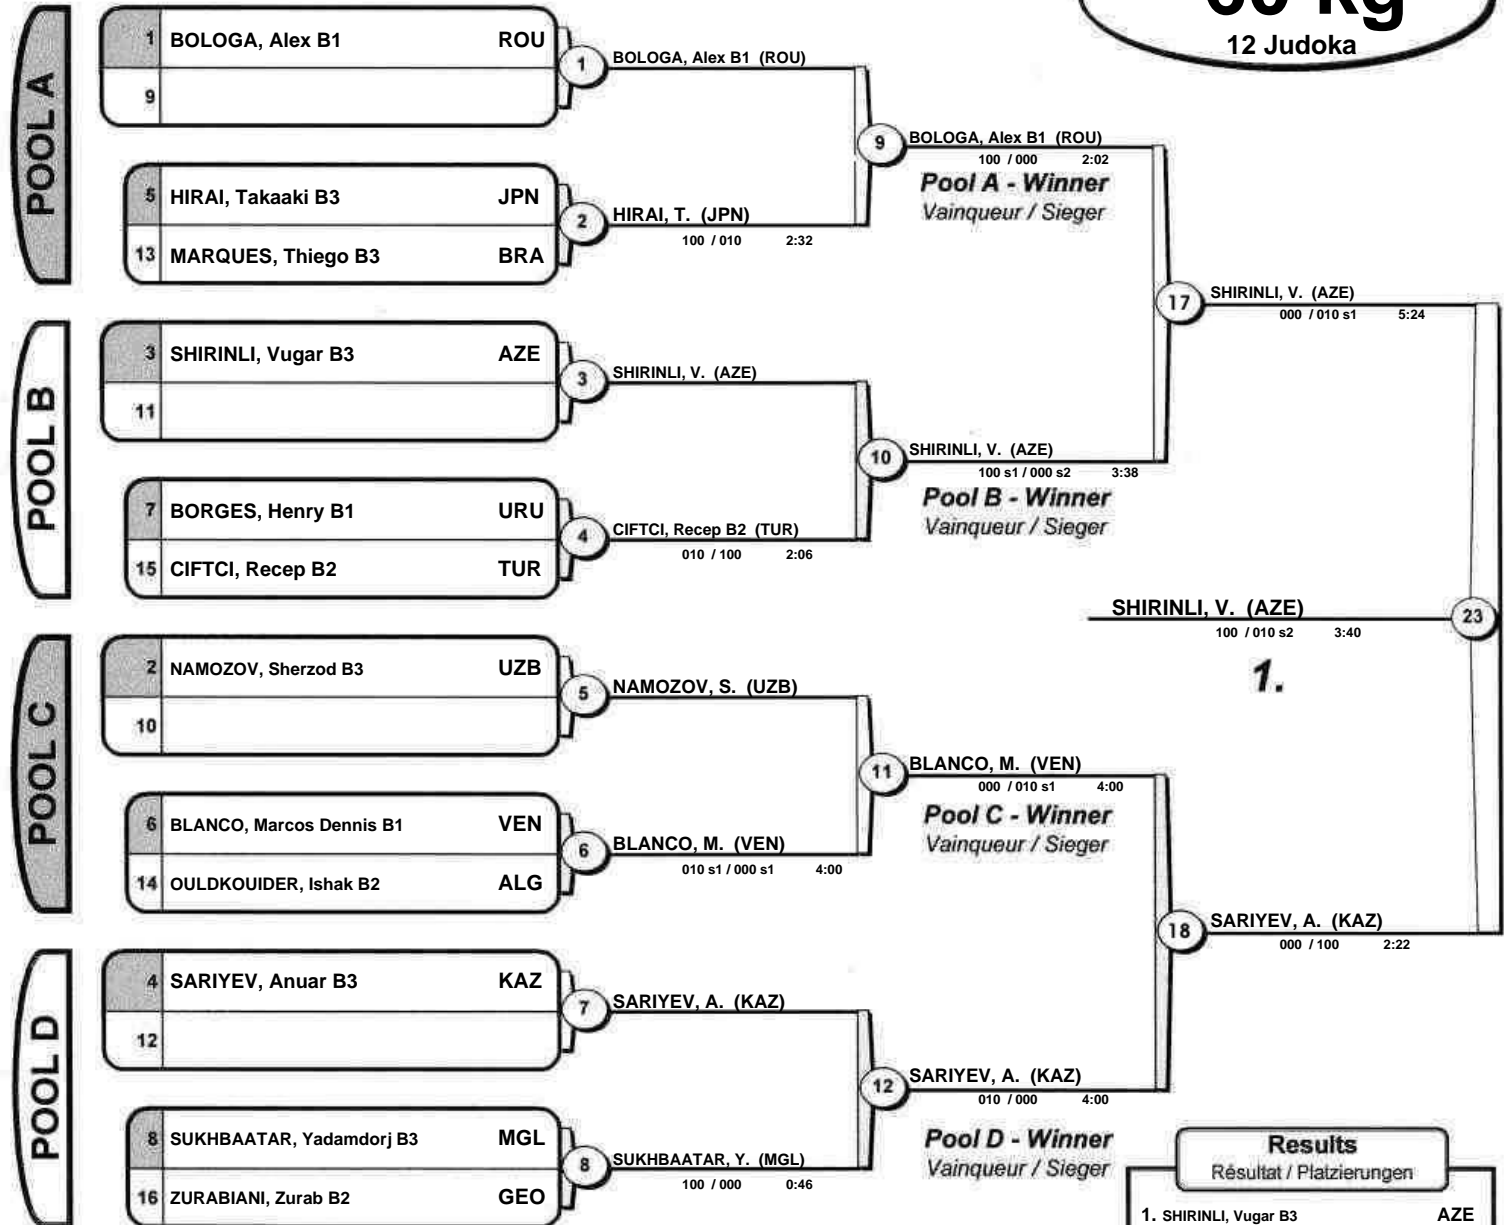 60 kg
12 Judoka
POOL A
1 BOLOGA, Alex B1 ROU
9
1
BOLOGA, Alex B1 (ROU)
5 HIRAI, Takaaki B3 JPN
13 MARQUES, Thiego B3 BRA
2
HIRAI, T. (JPN)
100 / 010 2:32
9
BOLOGA, Alex B1 (ROU)
100 / 000 2:02
Pool A - Winner
Vainqueur / Sieger
POOL B
3 SHIRINLI, Vugar B3 AZE
11
3
SHIRINLI, V. (AZE)
7 BORGES, Henry B1 URU
15 CIFTCI, Recep B2 TUR
4
CIFTCI, Recep B2 (TUR)
010 / 100 2:06
10
SHIRINLI, V. (AZE)
100 s1 / 000 s2 3:38
Pool B - Winner
Vainqueur / Sieger
17
SHIRINLI, V. (AZE)
000 / 010 s1 5:24
POOL C
2 NAMOZOV, Sherzod B3 UZB
10
5
NAMOZOV, S. (UZB)
6 BLANCO, Marcos Dennis B1 VEN
14 OULDKOUIDER, Ishak B2 ALG
6
BLANCO, M. (VEN)
010 s1 / 000 s1 4:00
11
BLANCO, M. (VEN)
000 / 010 s1 4:00
Pool C - Winner
Vainqueur / Sieger
POOL D
4 SARIYEV, Anuar B3 KAZ
12
7
SARIYEV, A. (KAZ)
8 SUKHBAATAR, Yadamdorj B3 MGL
16 ZURABIANI, Zurab B2 GEO
8
SUKHBAATAR, Y. (MGL)
100 / 000 0:46
12
SARIYEV, A. (KAZ)
010 / 000 4:00
Pool D - Winner
Vainqueur / Sieger
18
SARIYEV, A. (KAZ)
000 / 100 2:22
23
SHIRINLI, V. (AZE)
100 / 010 s2 3:40
1.
Results
Résultat / Platzierungen
1. SHIRINLI, Vugar B3 AZE